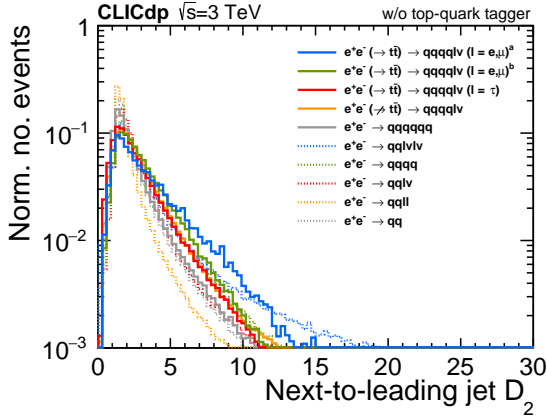 CLICdp √s=3 TeV w/o top-quark tagger
e⁺e⁻ (→ tt̄) → qqqqlν (l = e,μ)ᵃ
e⁺e⁻ (→ tt̄) → qqqqlν (l = e,μ)ᵇ
e⁺e⁻ (→ tt̄) → qqqqlν (l = τ)
e⁺e⁻ (↛ tt̄) → qqqqlν
e⁺e⁻ → qqqqqq
e⁺e⁻ → qqlνlν
e⁺e⁻ → qqqq
e⁺e⁻ → qqlν
e⁺e⁻ → qqll
e⁺e⁻ → qq
Norm. no. events
1
10⁻¹
10⁻²
10⁻³
0 5 10 15 20 25 30
Next-to-leading jet D₂